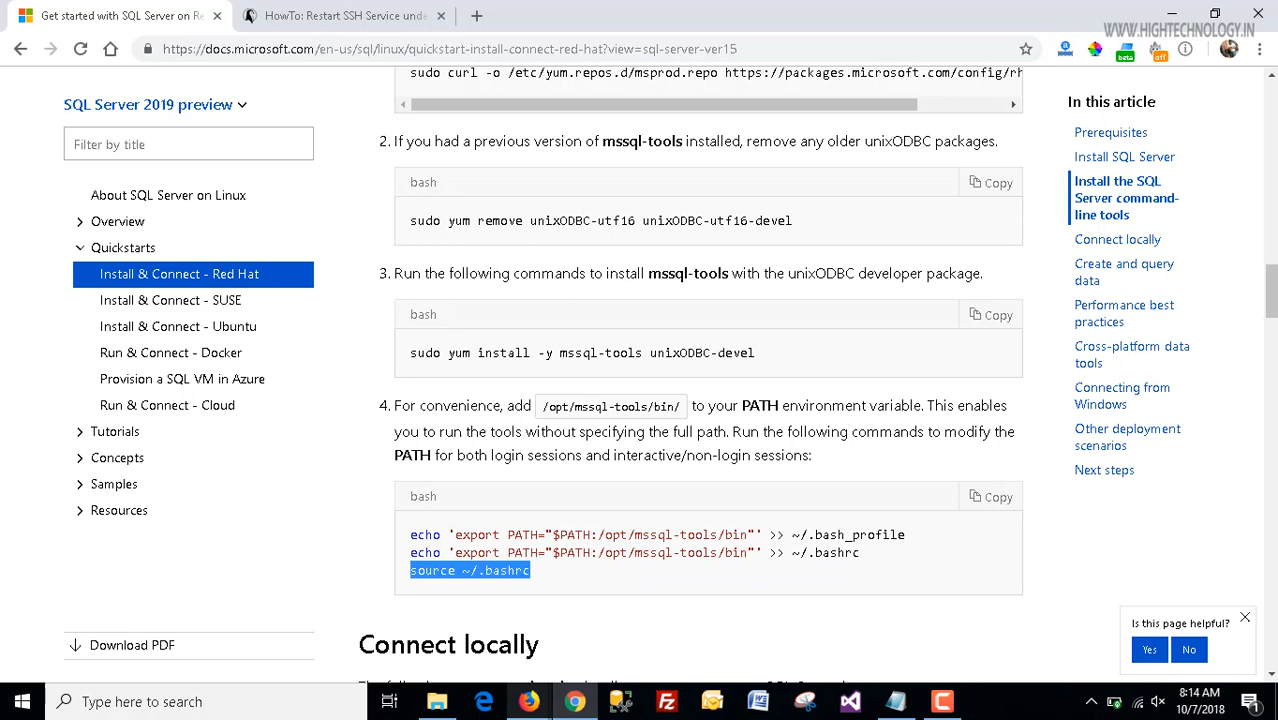 Get started with SQL Server on Re
HowTo: Restart SSH Service unde
WWW.HIGHTECHNOLOGY.IN
https://docs.microsoft.com/en-us/sql/linux/quickstart-install-connect-red-hat?view=sql-server-ver15
beta
off
SQL Server 2019 preview
Filter by title
About SQL Server on Linux
Overview
Quickstarts
Install & Connect - Red Hat
Install & Connect - SUSE
Install & Connect - Ubuntu
Run & Connect - Docker
Provision a SQL VM in Azure
Run & Connect - Cloud
Tutorials
Concepts
Samples
Resources
Download PDF
sudo curl -o /etc/yum.repos.d/msprod.repo https://packages.microsoft.com/config/rh
2. If you had a previous version of mssql-tools installed, remove any older unixODBC packages.
bash
Copy
sudo yum remove unixODBC-utf16 unixODBC-utf16-devel
3. Run the following commands to install mssql-tools with the unixODBC developer package.
bash
Copy
sudo yum install -y mssql-tools unixODBC-devel
4. For convenience, add /opt/mssql-tools/bin/ to your PATH environment variable. This enables
you to run the tools without specifying the full path. Run the following commands to modify the
PATH for both login sessions and interactive/non-login sessions:
bash
Copy
echo 'export PATH="$PATH:/opt/mssql-tools/bin"' >> ~/.bash_profile
echo 'export PATH="$PATH:/opt/mssql-tools/bin"' >> ~/.bashrc
source ~/.bashrc
Connect locally
In this article
Prerequisites
Install SQL Server
Install the SQL
Server command-
line tools
Connect locally
Create and query
data
Performance best
practices
Cross-platform data
tools
Connecting from
Windows
Other deployment
scenarios
Next steps
Is this page helpful?
Yes
No
Type here to search
8:14 AM
10/7/2018
1